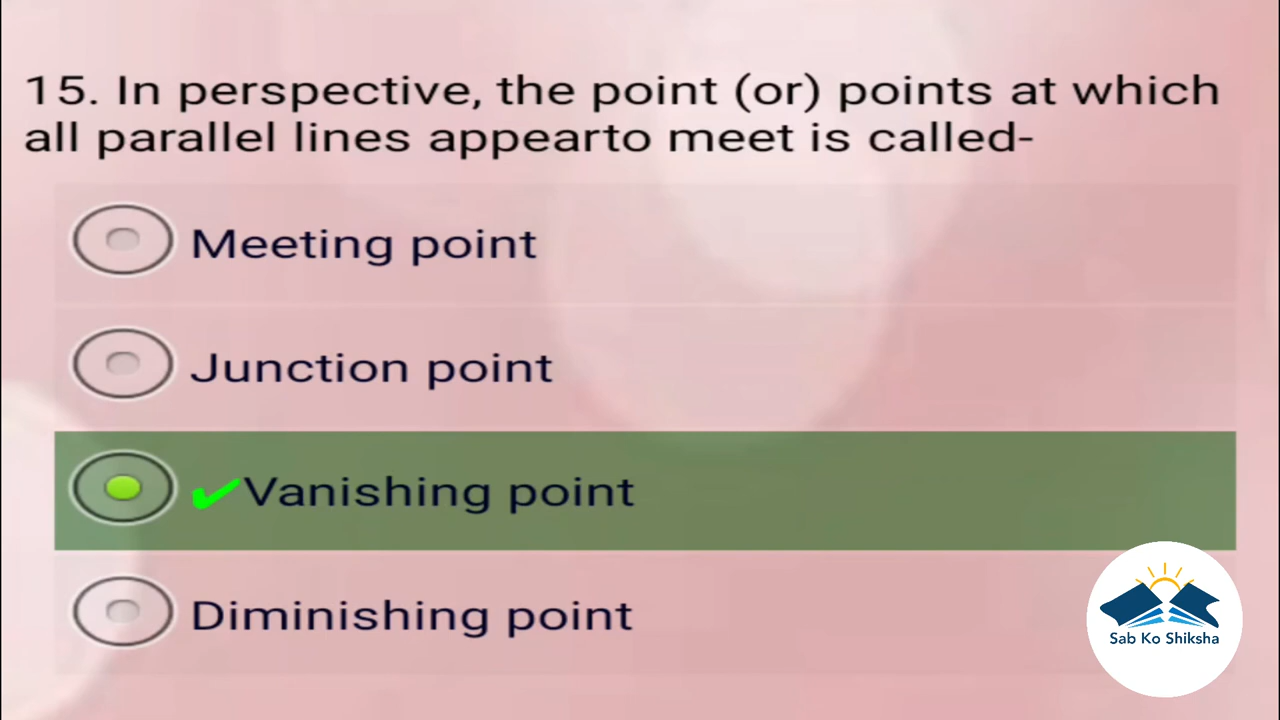 15. In perspective, the point (or) points at which
all parallel lines appearto meet is called-
Meeting point
Junction point
✔Vanishing point
Diminishing point
Sab Ko Shiksha